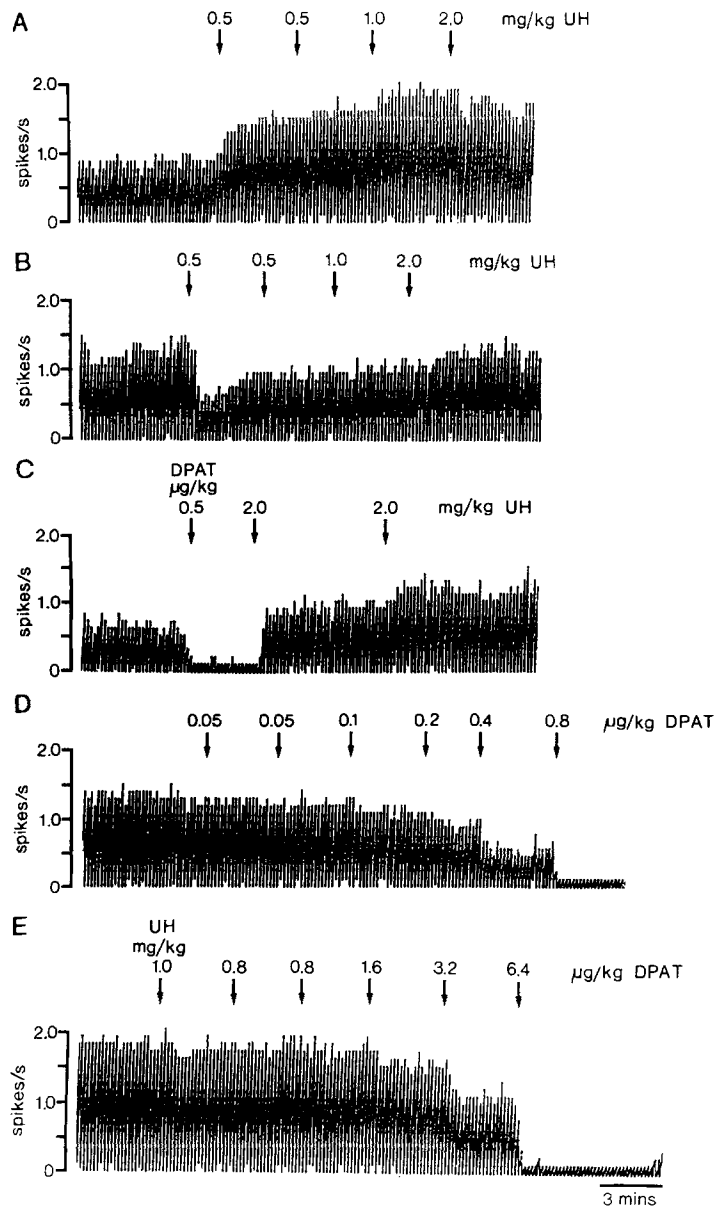 A
0.5 0.5 1.0 2.0 mg/kg UH
2.0
1.0
0
spikes/s
B
0.5 0.5 1.0 2.0 mg/kg UH
2.0
1.0
0
spikes/s
C
DPAT
µg/kg
0.5 2.0 2.0 mg/kg UH
2.0
1.0
0
spikes/s
D
0.05 0.05 0.1 0.2 0.4 0.8 µg/kg DPAT
2.0
1.0
0
spikes/s
E
UH
mg/kg
1.0 0.8 0.8 1.6 3.2 6.4 µg/kg DPAT
2.0
1.0
0
spikes/s
3 mins